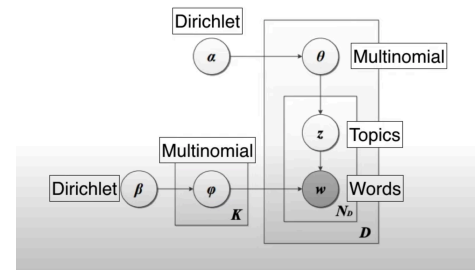 Dirichlet
α
θ
Multinomial
z
Topics
Multinomial
Dirichlet
β
φ
w
Words
K
N_D
D